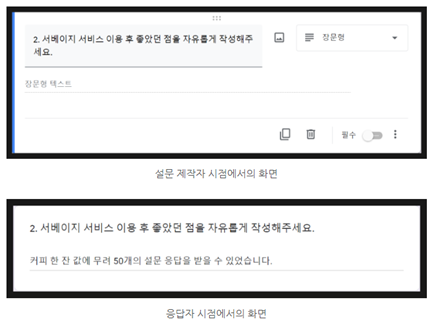 2. 서베이지 서비스 이용 후 좋았던 점을 자유롭게 작성해주
세요.
장문형
장문형 텍스트
필수
설문 제작자 시점에서의 화면
2. 서베이지 서비스 이용 후 좋았던 점을 자유롭게 작성해주세요.
커피 한 잔 값에 무려 50개의 설문 응답을 받을 수 있었습니다.
응답자 시점에서의 화면